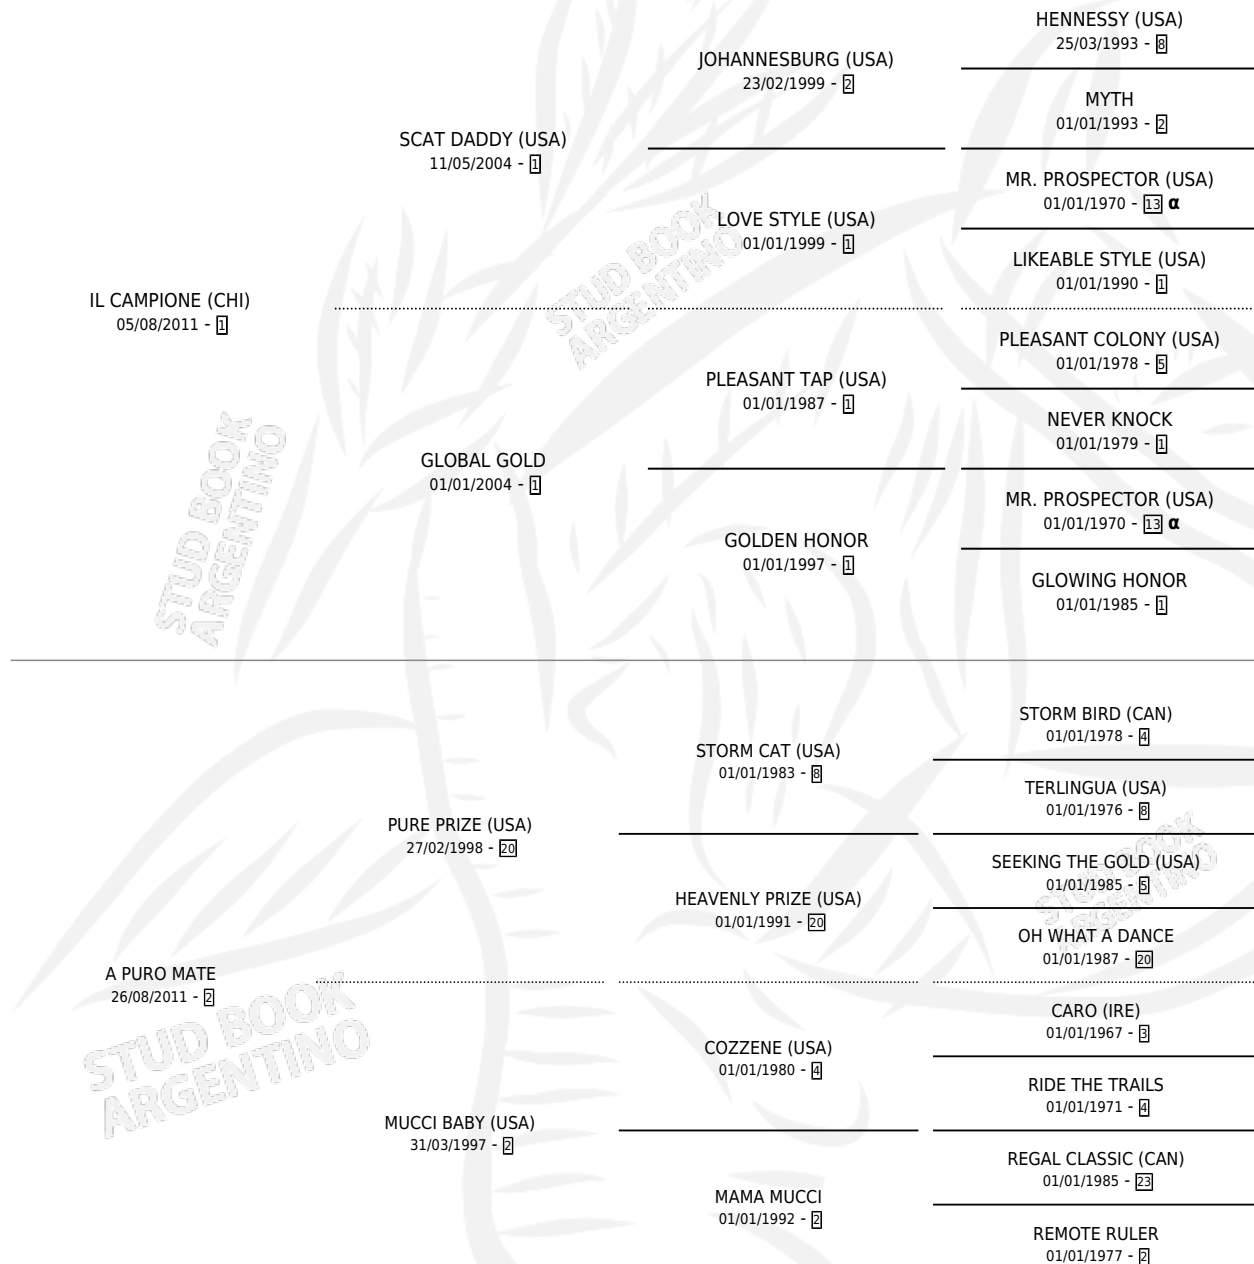 HENNESSY (USA)
25/03/1993 - 8
JOHANNESBURG (USA)
23/02/1999 - 2
MYTH
01/01/1993 - 2
SCAT DADDY (USA)
11/05/2004 - 1
MR. PROSPECTOR (USA)
01/01/1970 - 13 α
LOVE STYLE (USA)
01/01/1999 - 1
LIKEABLE STYLE (USA)
01/01/1990 - 1
IL CAMPIONE (CHI)
05/08/2011 - 1
PLEASANT COLONY (USA)
01/01/1978 - 5
PLEASANT TAP (USA)
01/01/1987 - 1
NEVER KNOCK
01/01/1979 - 1
GLOBAL GOLD
01/01/2004 - 1
MR. PROSPECTOR (USA)
01/01/1970 - 13 α
GOLDEN HONOR
01/01/1997 - 1
GLOWING HONOR
01/01/1985 - 1
STORM BIRD (CAN)
01/01/1978 - 4
STORM CAT (USA)
01/01/1983 - 8
TERLINGUA (USA)
01/01/1976 - 8
PURE PRIZE (USA)
27/02/1998 - 20
SEEKING THE GOLD (USA)
01/01/1985 - 5
HEAVENLY PRIZE (USA)
01/01/1991 - 20
OH WHAT A DANCE
01/01/1987 - 20
A PURO MATE
26/08/2011 - 2
CARO (IRE)
01/01/1967 - 3
COZZENE (USA)
01/01/1980 - 4
RIDE THE TRAILS
01/01/1971 - 4
MUCCI BABY (USA)
31/03/1997 - 2
REGAL CLASSIC (CAN)
01/01/1985 - 23
MAMA MUCCI
01/01/1992 - 2
REMOTE RULER
01/01/1977 - 2
STUD BOOK
ARGENTINO
STUD BOOK
ARGENTINO
STUD BOOK
ARGENTINO
STUD BOOK
ARGENTINO